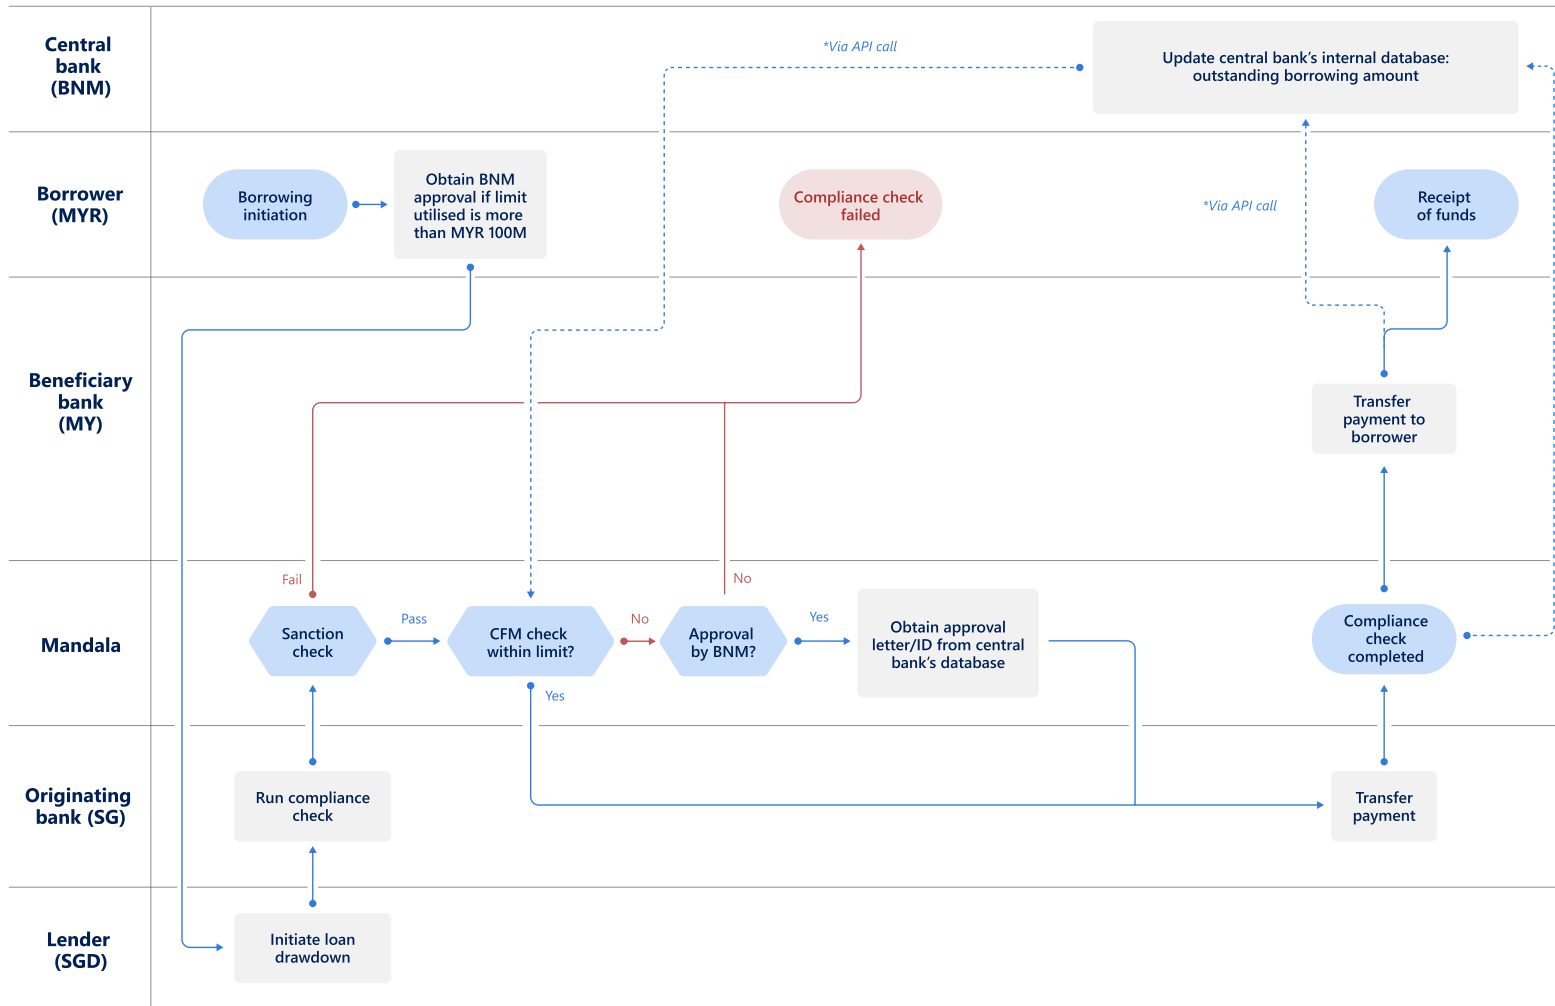 Central
bank
(BNM)
*Via API call
Update central bank’s internal database:
outstanding borrowing amount
Borrower
(MYR)
Borrowing
initiation
Obtain BNM
approval if limit
utilised is more
than MYR 100M
Compliance check
failed
*Via API call
Receipt
of funds
Beneficiary
bank
(MY)
Transfer
payment to
borrower
Mandala
Fail
Sanction
check
Pass
CFM check
within limit?
Yes
No
Approval
by BNM?
No
Yes
Obtain approval
letter/ID from central
bank’s database
Compliance
check
completed
Originating
bank (SG)
Run compliance
check
Transfer
payment
Lender
(SGD)
Initiate loan
drawdown